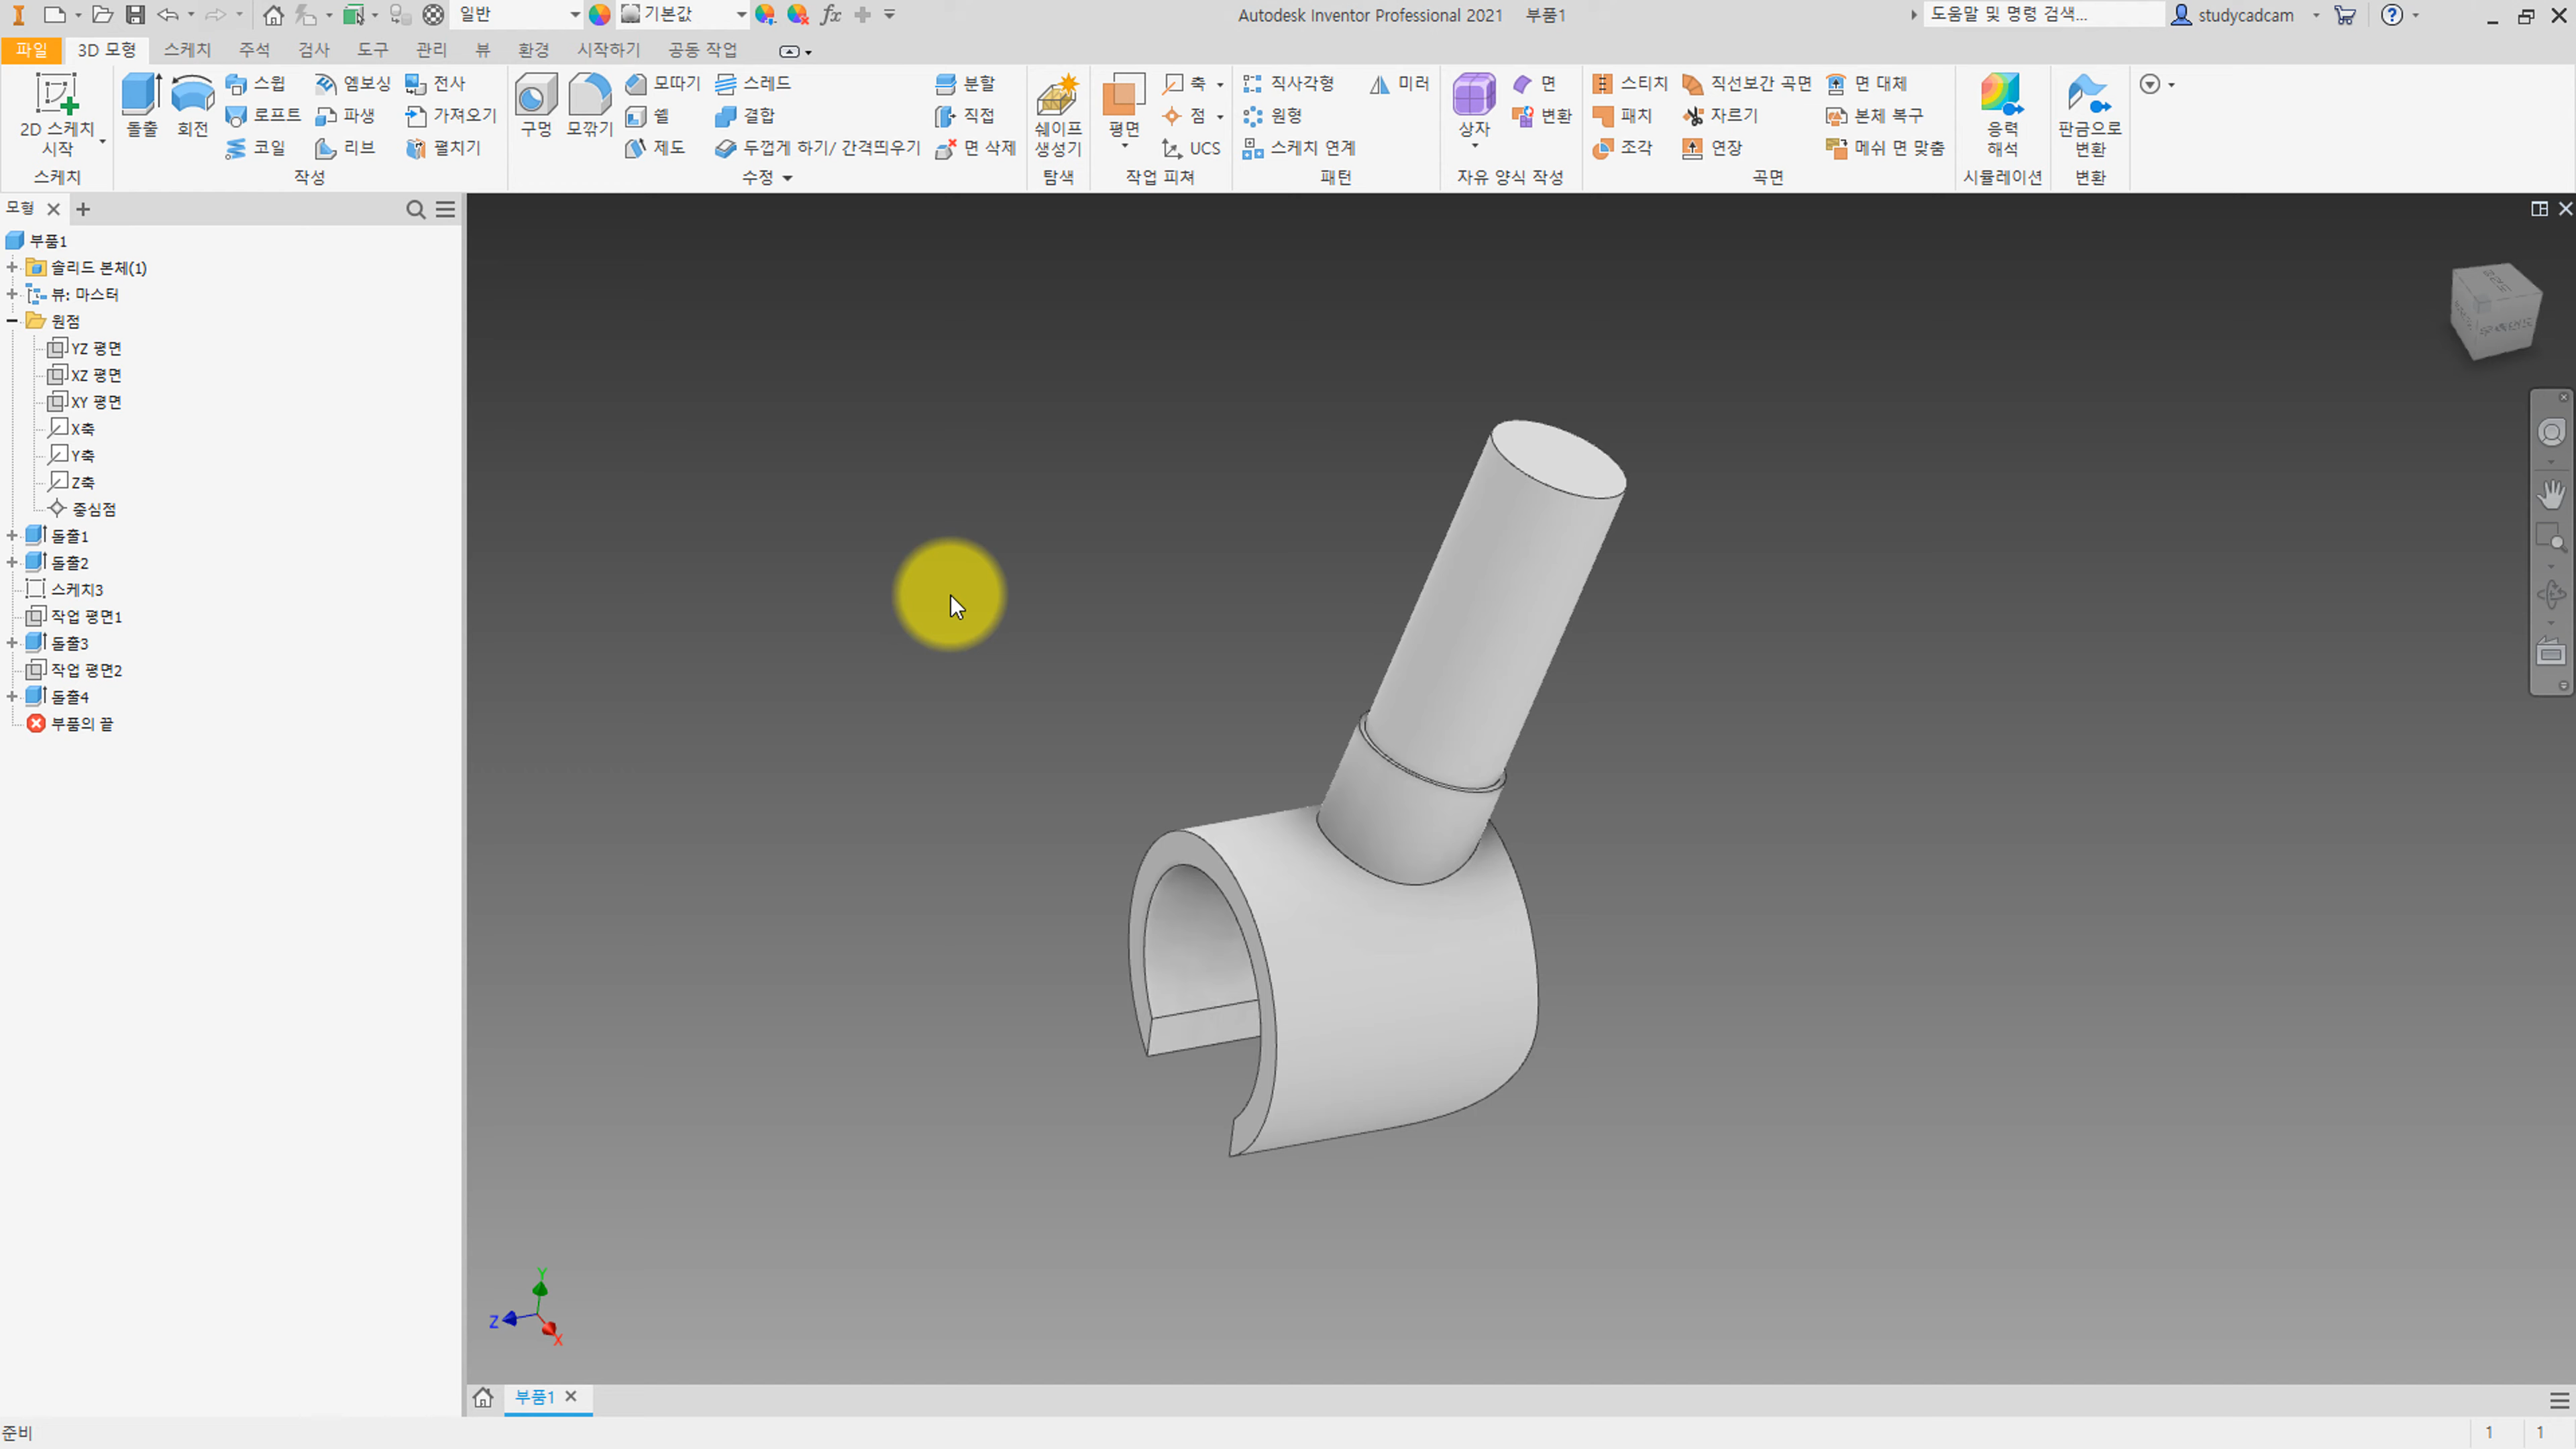 일반
기본값
fx
Autodesk Inventor Professional 2021 부품1
도움말 및 명령 검색...
studycadcam
파일 3D 모형 스케치 주석 검사 도구 관리 뷰 환경 시작하기 공동 작업
2D 스케치 시작
돌출
회전
스윕
로프트
코일
엠보싱
파생
리브
전사
가져오기
펼치기
구멍
모깎기
모따기
쉘
제도
스레드
결합
두껍게 하기/ 간격띄우기
분할
직접
면 삭제
쉐이프 생성기
평면
축
점
UCS
직사각형
원형
스케치 연계
미러
상자
면
변환
스티치
패치
조각
직선보간 곡면
자르기
연장
면 대체
본체 복구
메쉬 면 맞춤
응력 해석
판금으로 변환
스케치 작성 수정 탐색 작업 피쳐 패턴 자유 양식 작성 곡면 시뮬레이션 변환
모형
부품1
솔리드 본체(1)
뷰: 마스터
원점
YZ 평면
XZ 평면
XY 평면
X축
Y축
Z축
중심점
돌출1
돌출2
스케치3
작업 평면1
돌출3
작업 평면2
돌출4
부품의 끝
Y
Z
X
부품1
준비
1 1